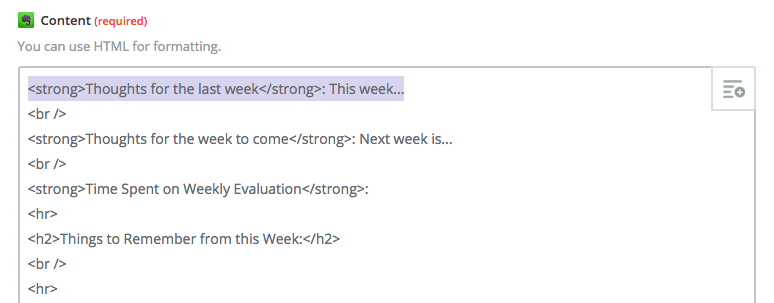 Content (required)
You can use HTML for formatting.
<strong>Thoughts for the last week</strong>: This week...
<br />
<strong>Thoughts for the week to come</strong>: Next week is...
<br />
<strong>Time Spent on Weekly Evaluation</strong>:
<hr>
<h2>Things to Remember from this Week:</h2>
<br />
<hr>